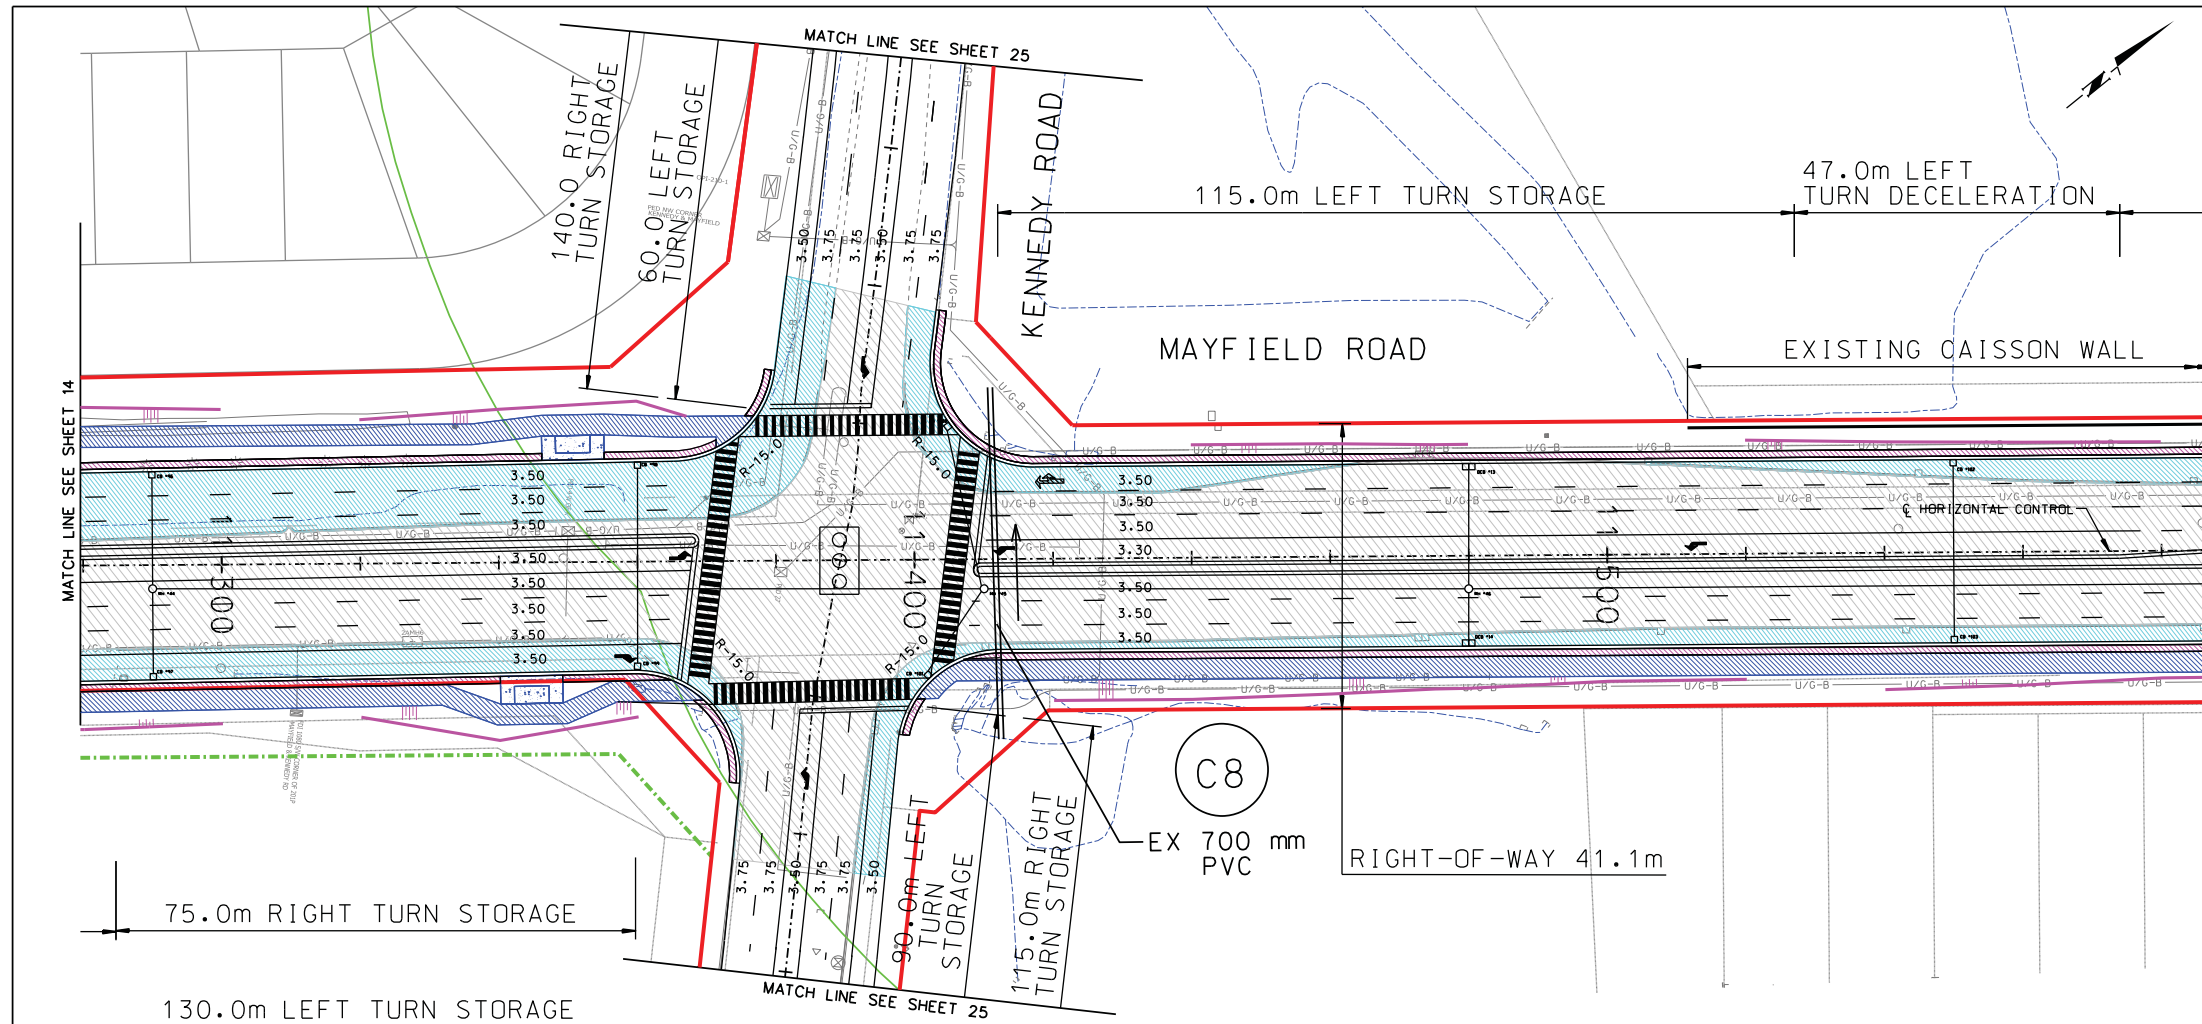 MATCH LINE SEE SHEET 25
140.0 RIGHT
TURN STORAGE
60.0 LEFT
TURN STORAGE
PED NW CORNER
KENNEDY & MAYFIELD
KENNEDY ROAD
115.0m LEFT TURN STORAGE
47.0m LEFT
TURN DECELERATION
N
MAYFIELD ROAD
EXISTING CAISSON WALL
3.50
3.75
3.75
3.50
3.75
3.75
MATCH LINE SEE SHEET 14
U/G-B
R-15.0
R-15.0
R-15.0
R-15.0
3.50
3.50
3.50
3.50
3.50
3.50
3.50
3.50
3.50
3.50
3.50
3.30
3.50
3.50
3.50
11+300
11+400
11+500
℄ HORIZONTAL CONTROL
C8
EX 700 mm
PVC
RIGHT-OF-WAY 41.1m
3.75
3.75
3.50
3.75
3.75
3.50
90.0m LEFT
TURN
STORAGE
115.0m RIGHT
TURN STORAGE
75.0m RIGHT TURN STORAGE
130.0m LEFT TURN STORAGE
MATCH LINE SEE SHEET 25